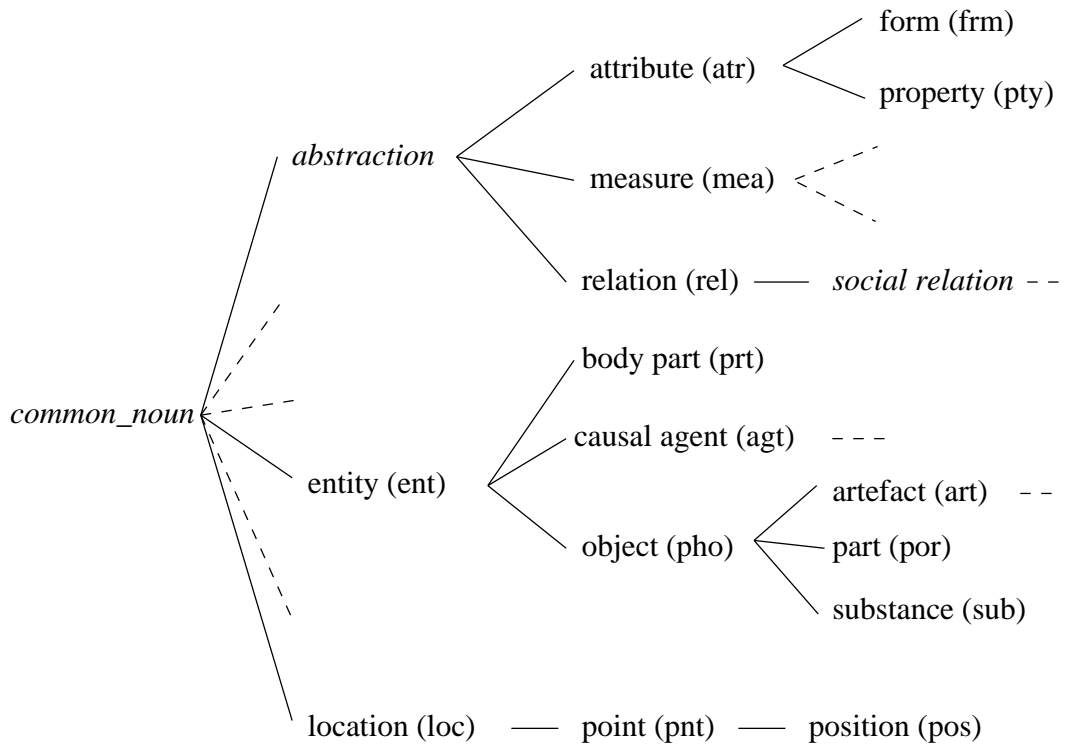 form (frm)
attribute (atr)
property (pty)
abstraction
measure (mea)
relation (rel)
social relation
body part (prt)
common_noun
causal agent (agt)
entity (ent)
artefact (art)
object (pho)
part (por)
substance (sub)
location (loc)
point (pnt)
position (pos)